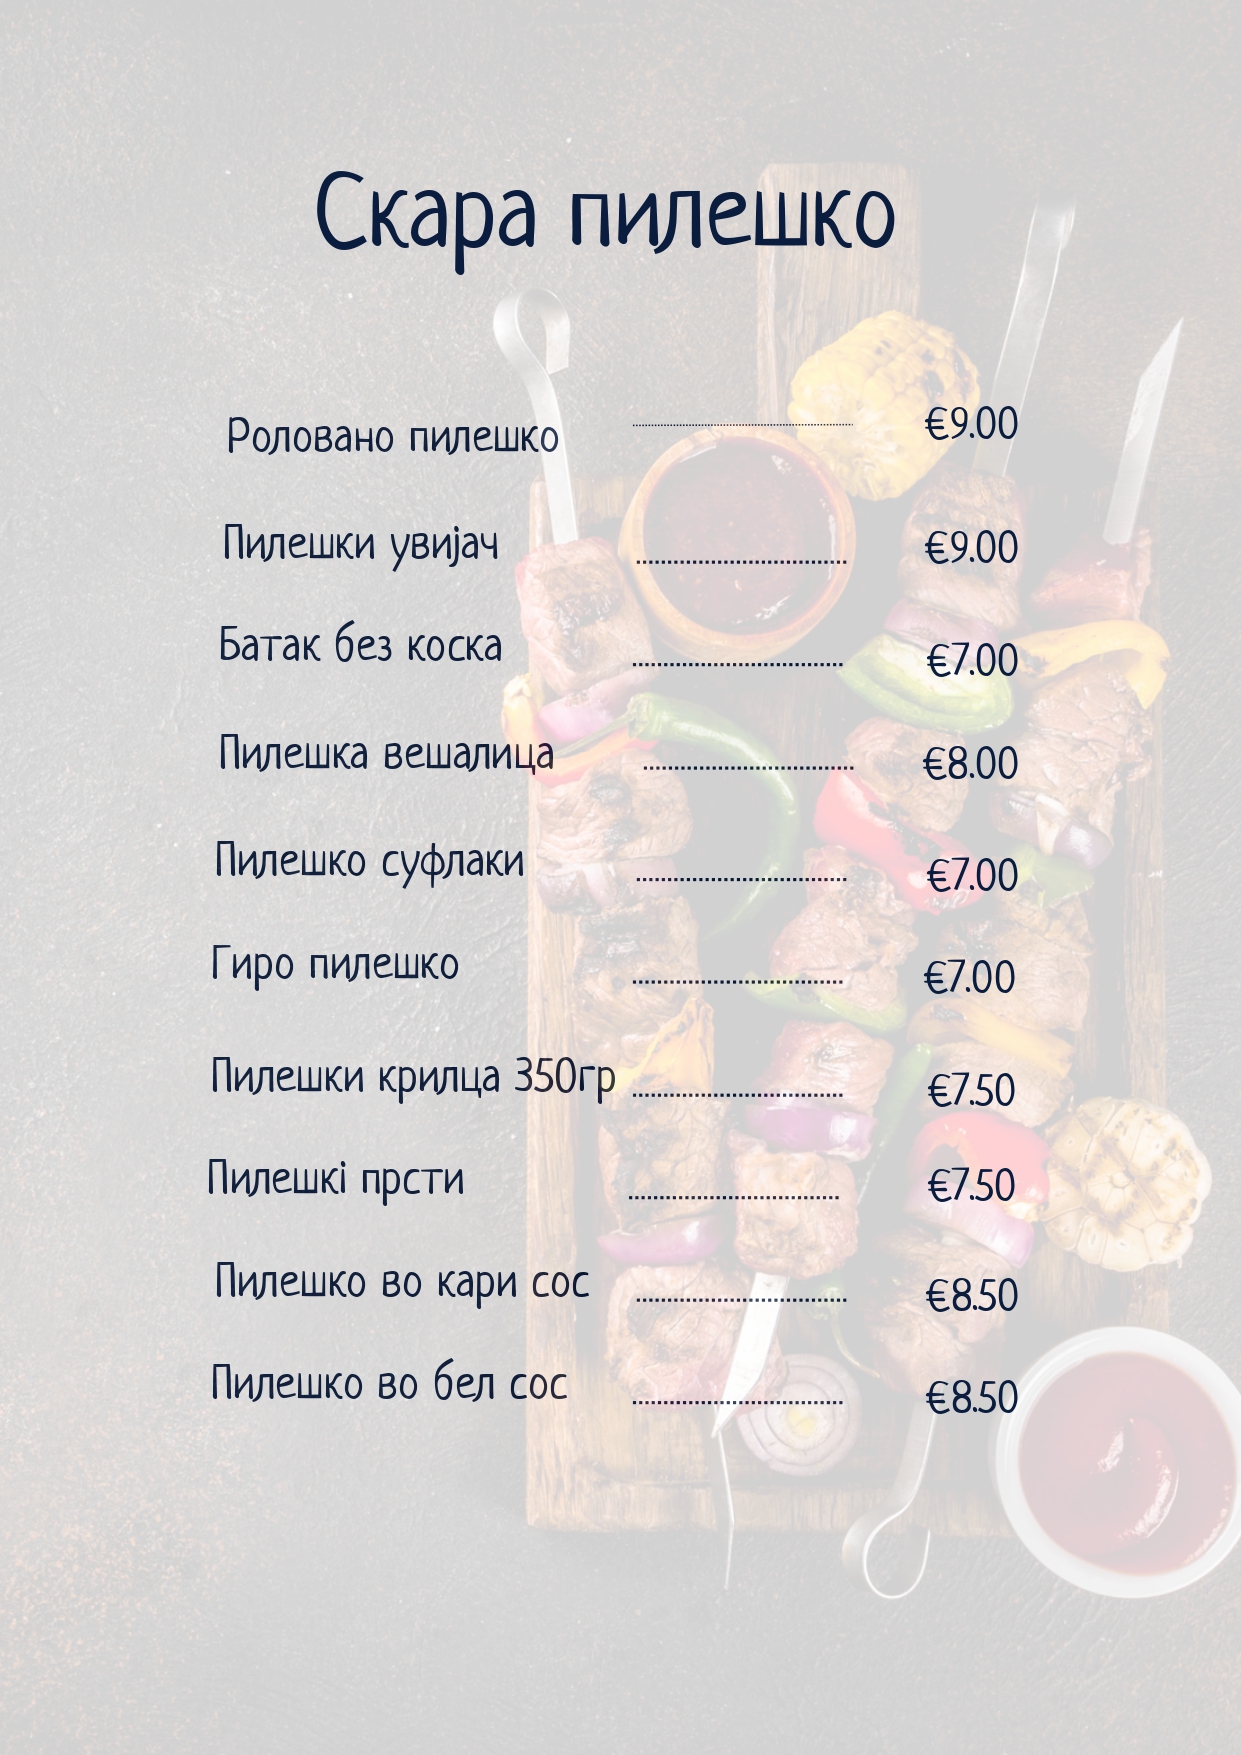 Скара пилешко
Роловано пилешко ........................ €9.00
Пилешки увијач ........................ €9.00
Батак без коска ........................ €7.00
Пилешка вешалица ........................ €8.00
Пилешко суфлаки ........................ €7.00
Гиро пилешко ........................ €7.00
Пилешки крилца 350гр ........................ €7.50
Пилешкі прсти ........................ €7.50
Пилешко во кари сос ........................ €8.50
Пилешко во бел сос ........................ €8.50